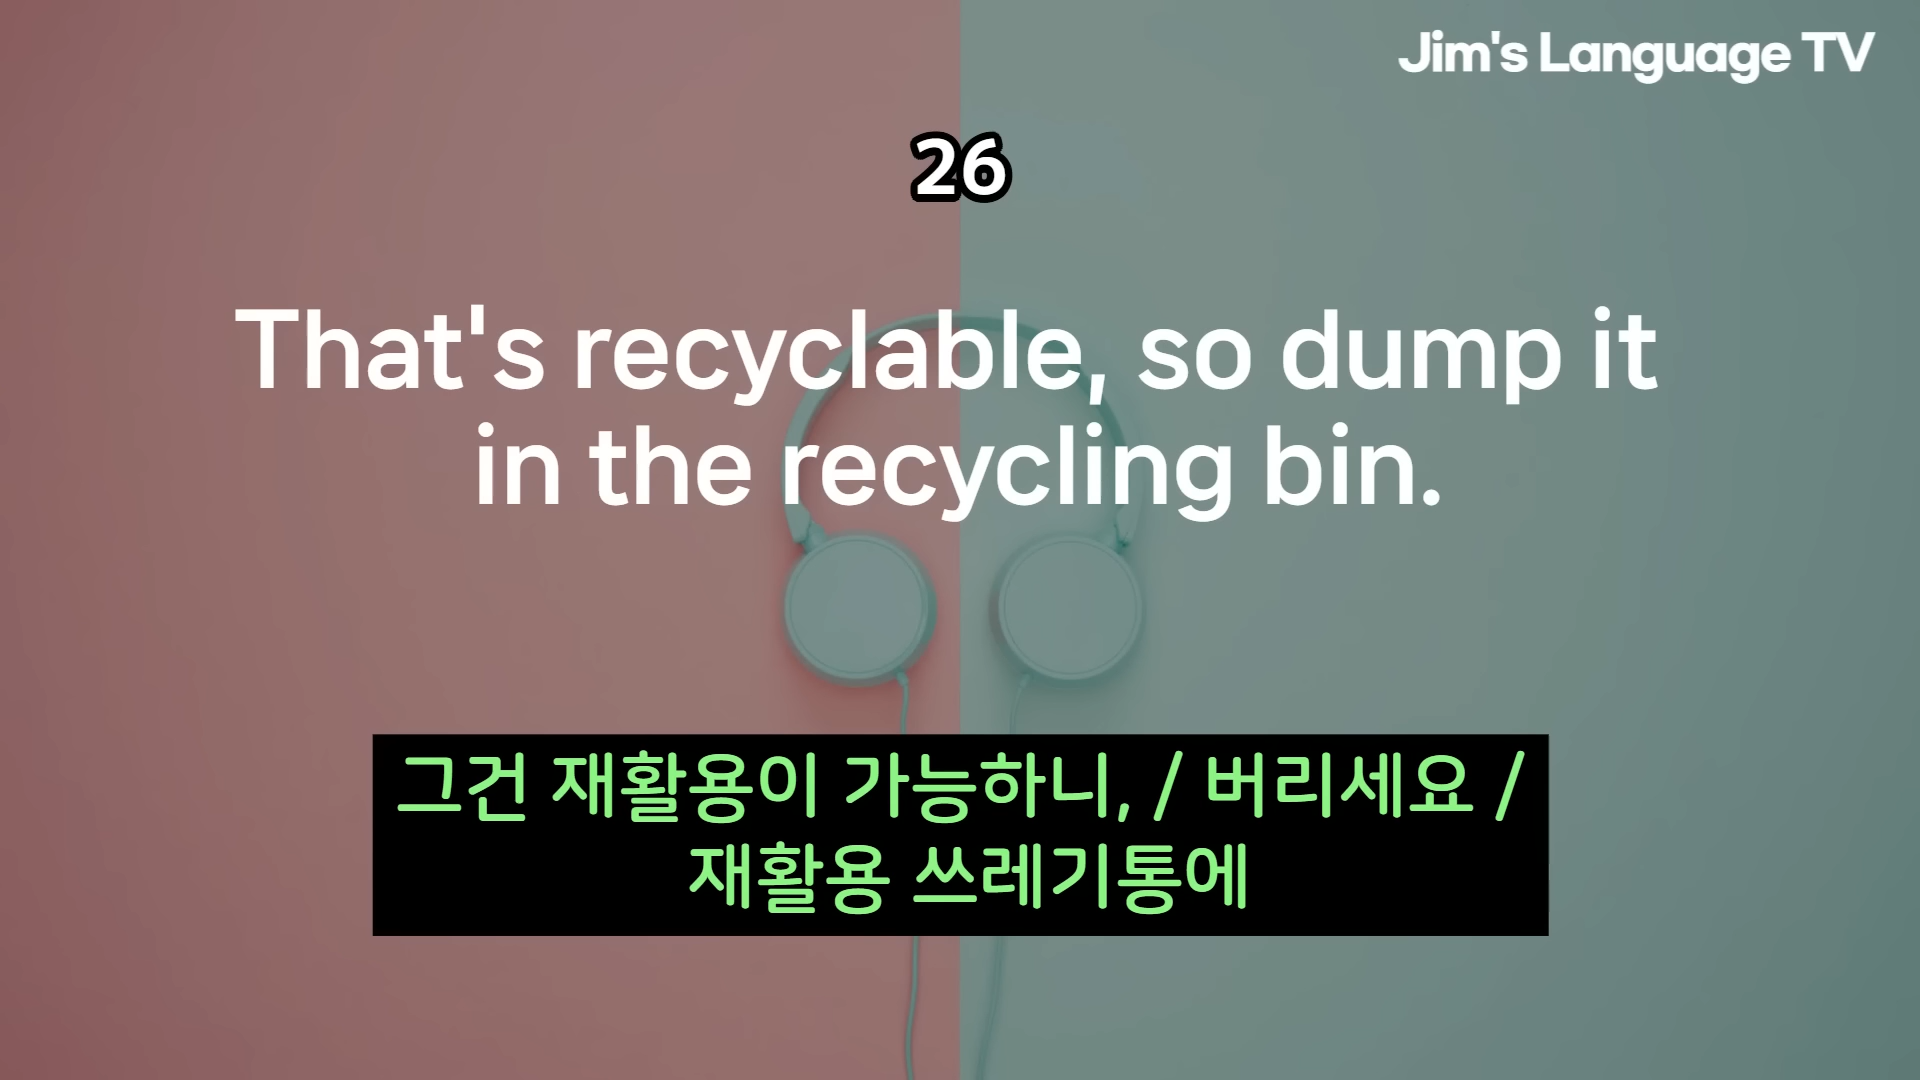 Jim's Language TV
26
That's recyclable, so dump it
in the recycling bin.
그건 재활용이 가능하니, / 버리세요 /
재활용 쓰레기통에